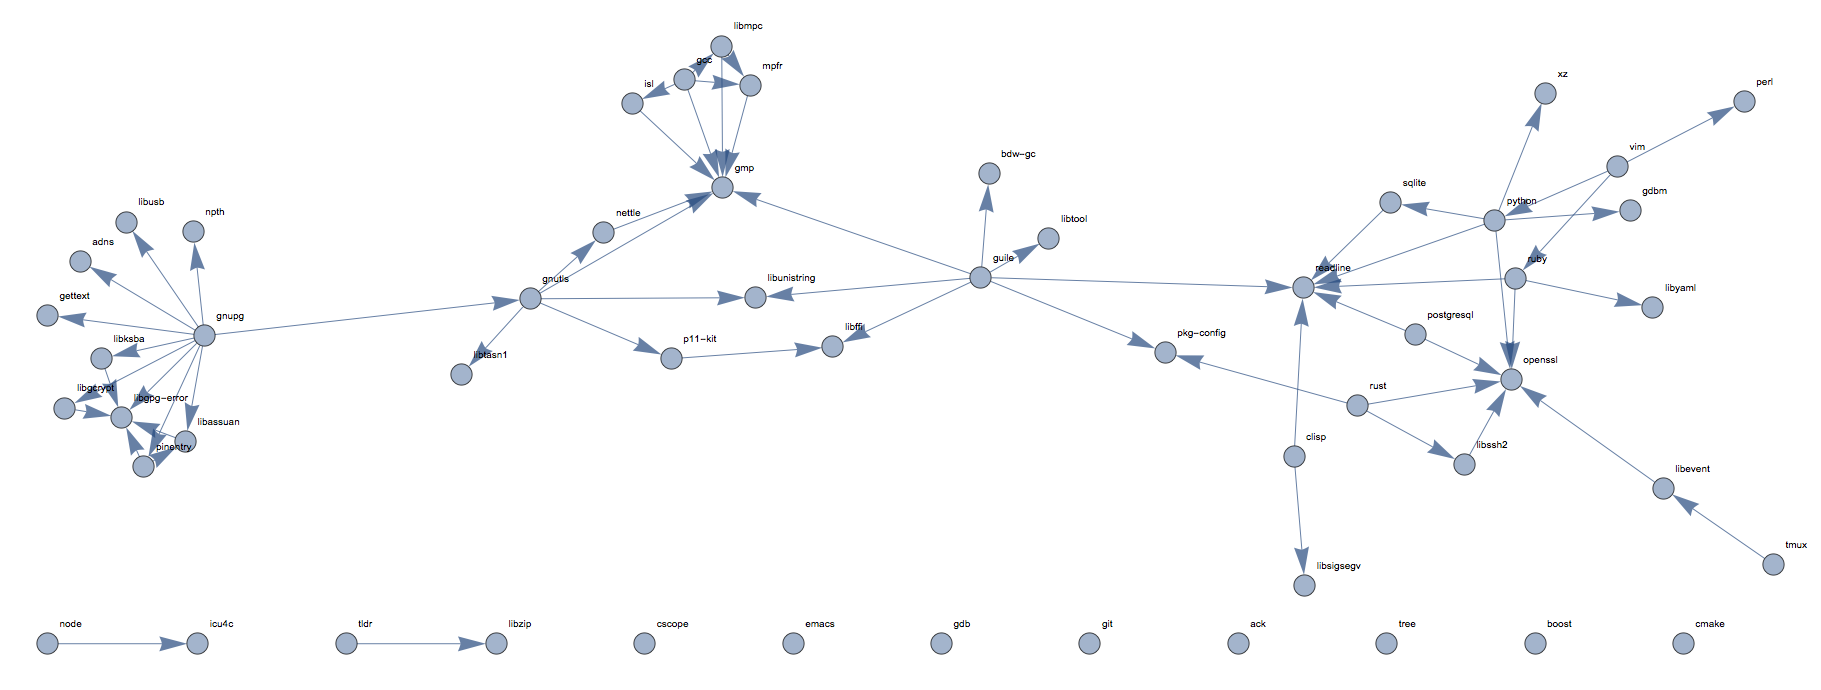 libmpc
gcc
mpfr
isl
xz
perl
vim
bdw-gc
gmp
sqlite
gdbm
python
libusb
npth
nettle
libtool
adns
guile
ruby
readline
gnutls
libunistring
libyaml
gettext
gnupg
postgresql
libffi
pkg-config
libksba
p11-kit
libtasn1
openssl
rust
libgcrypt
libgpg-error
libassuan
pinentry
clisp
libssh2
libevent
tmux
libsigsegv
node
icu4c
tldr
libzip
cscope
emacs
gdb
git
ack
tree
boost
cmake